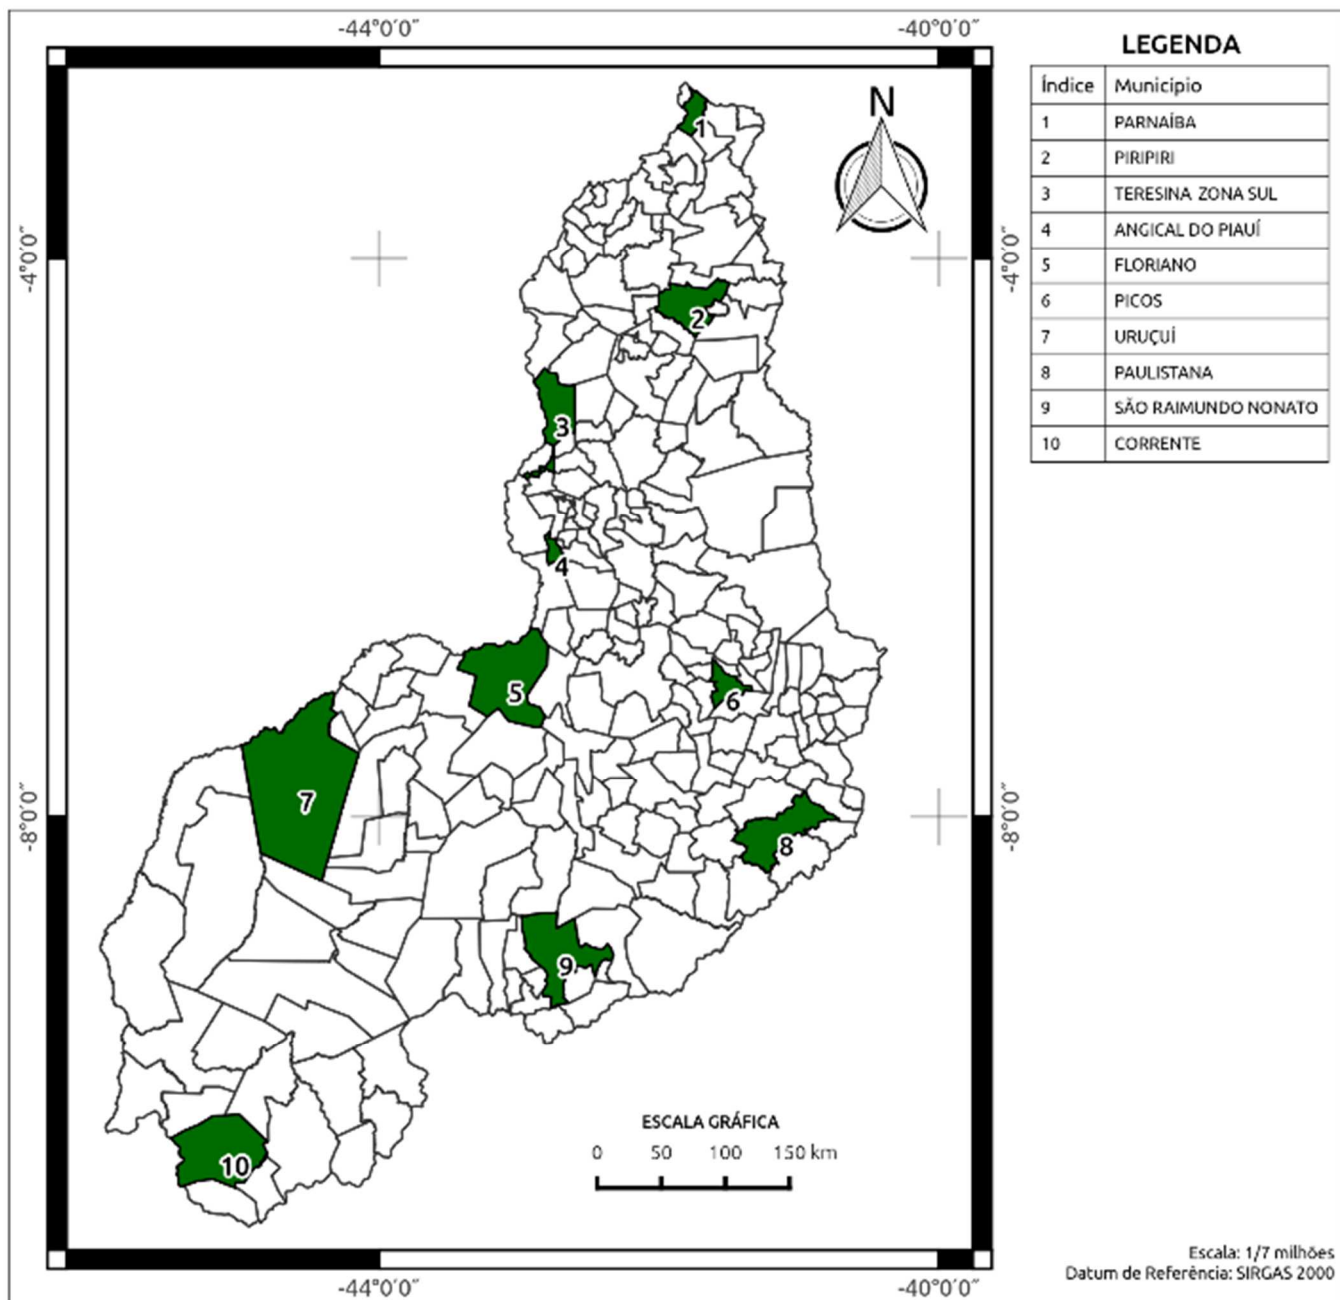 -44°0′0″
-40°0′0″
LEGENDA
Índice Município
1 PARNAÍBA
2 PIRIPIRI
3 TERESINA ZONA SUL
4 ANGICAL DO PIAUÍ
5 FLORIANO
6 PICOS
7 URUÇUÍ
8 PAULISTANA
9 SÃO RAIMUNDO NONATO
10 CORRENTE
N
-4°0′0″
-4°0′0″
1
2
3
4
5
6
7
-8°0′0″
-8°0′0″
8
9
10
ESCALA GRÁFICA
0 50 100 150 km
-44°0′0″
-40°0′0″
Escala: 1/7 milhões
Datum de Referência: SIRGAS 2000